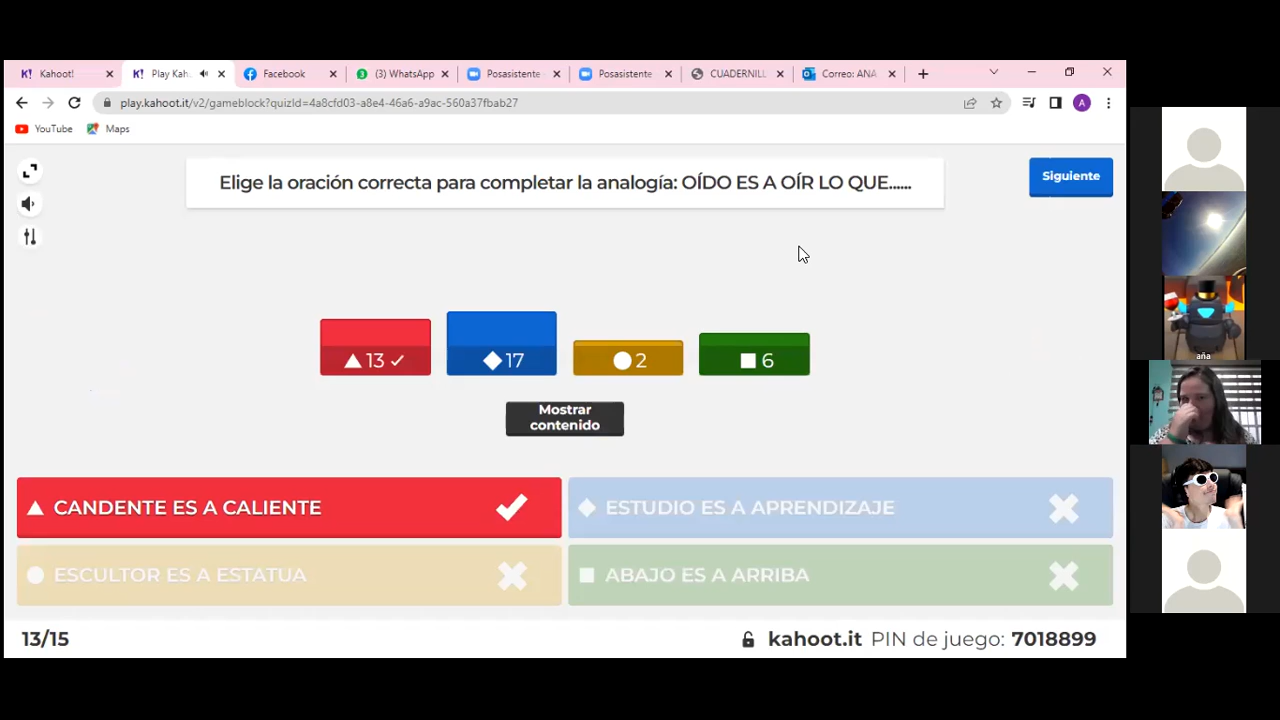 Kahoot!
Play Kah
Facebook
(3) WhatsApp
Posasistente
Posasistente
CUADERNILL
Correo: ANA
play.kahoot.it/v2/gameblock?quizId=4a8cfd03-a8e4-46a6-a9ac-560a37fbab27
A
YouTube
Maps
Elige la oración correcta para completar la analogía: OÍDO ES A OÍR LO QUE......
Siguiente
13
17
2
6
Mostrar
contenido
CANDENTE ES A CALIENTE
ESTUDIO ES A APRENDIZAJE
ESCULTOR ES A ESTATUA
ABAJO ES A ARRIBA
13/15
kahoot.it PIN de juego: 7018899
aña